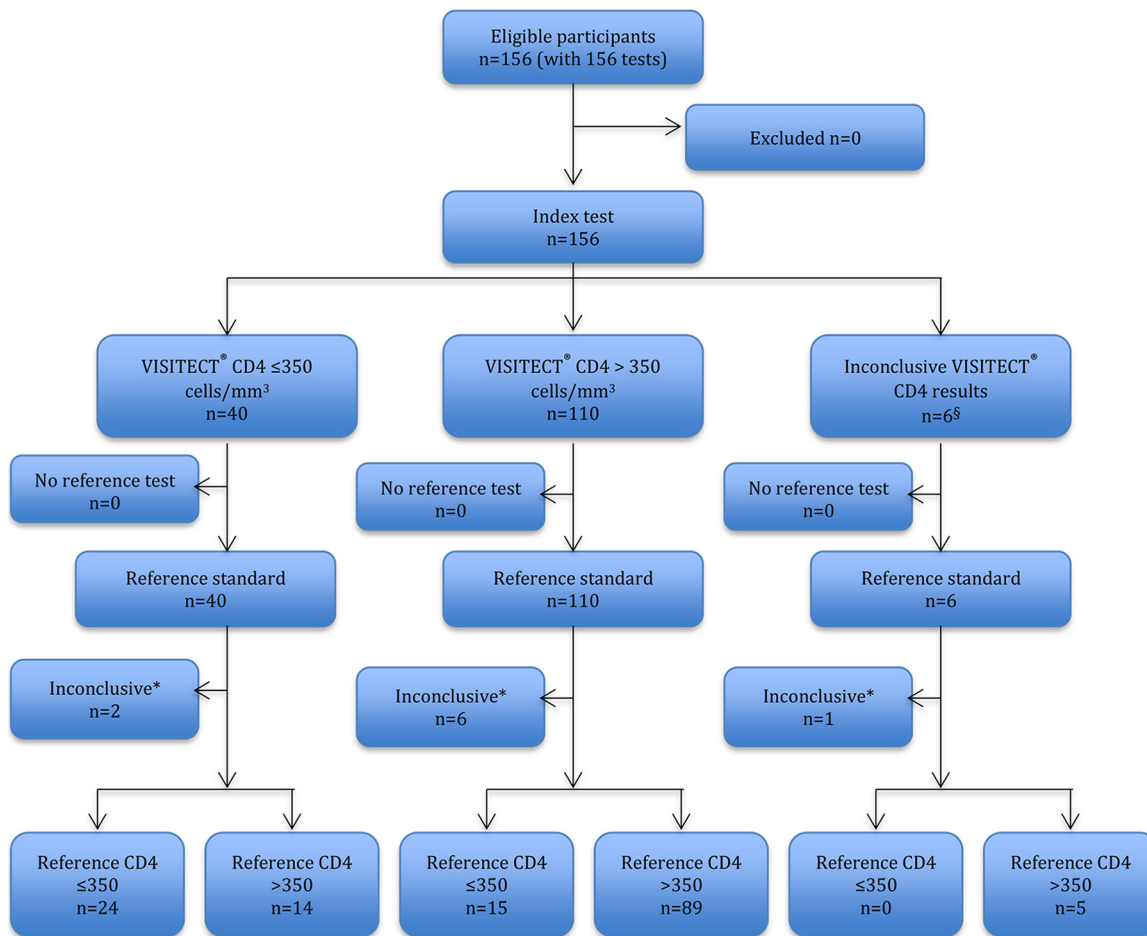 Eligible participants
n=156 (with 156 tests)
Excluded n=0
Index test
n=156
VISITECT® CD4 ≤350
cells/mm³
n=40
VISITECT® CD4 > 350
cells/mm³
n=110
Inconclusive VISITECT®
CD4 results
n=6§
No reference test
n=0
No reference test
n=0
No reference test
n=0
Reference standard
n=40
Reference standard
n=110
Reference standard
n=6
Inconclusive*
n=2
Inconclusive*
n=6
Inconclusive*
n=1
Reference CD4
≤350
n=24
Reference CD4
>350
n=14
Reference CD4
≤350
n=15
Reference CD4
>350
n=89
Reference CD4
≤350
n=0
Reference CD4
>350
n=5